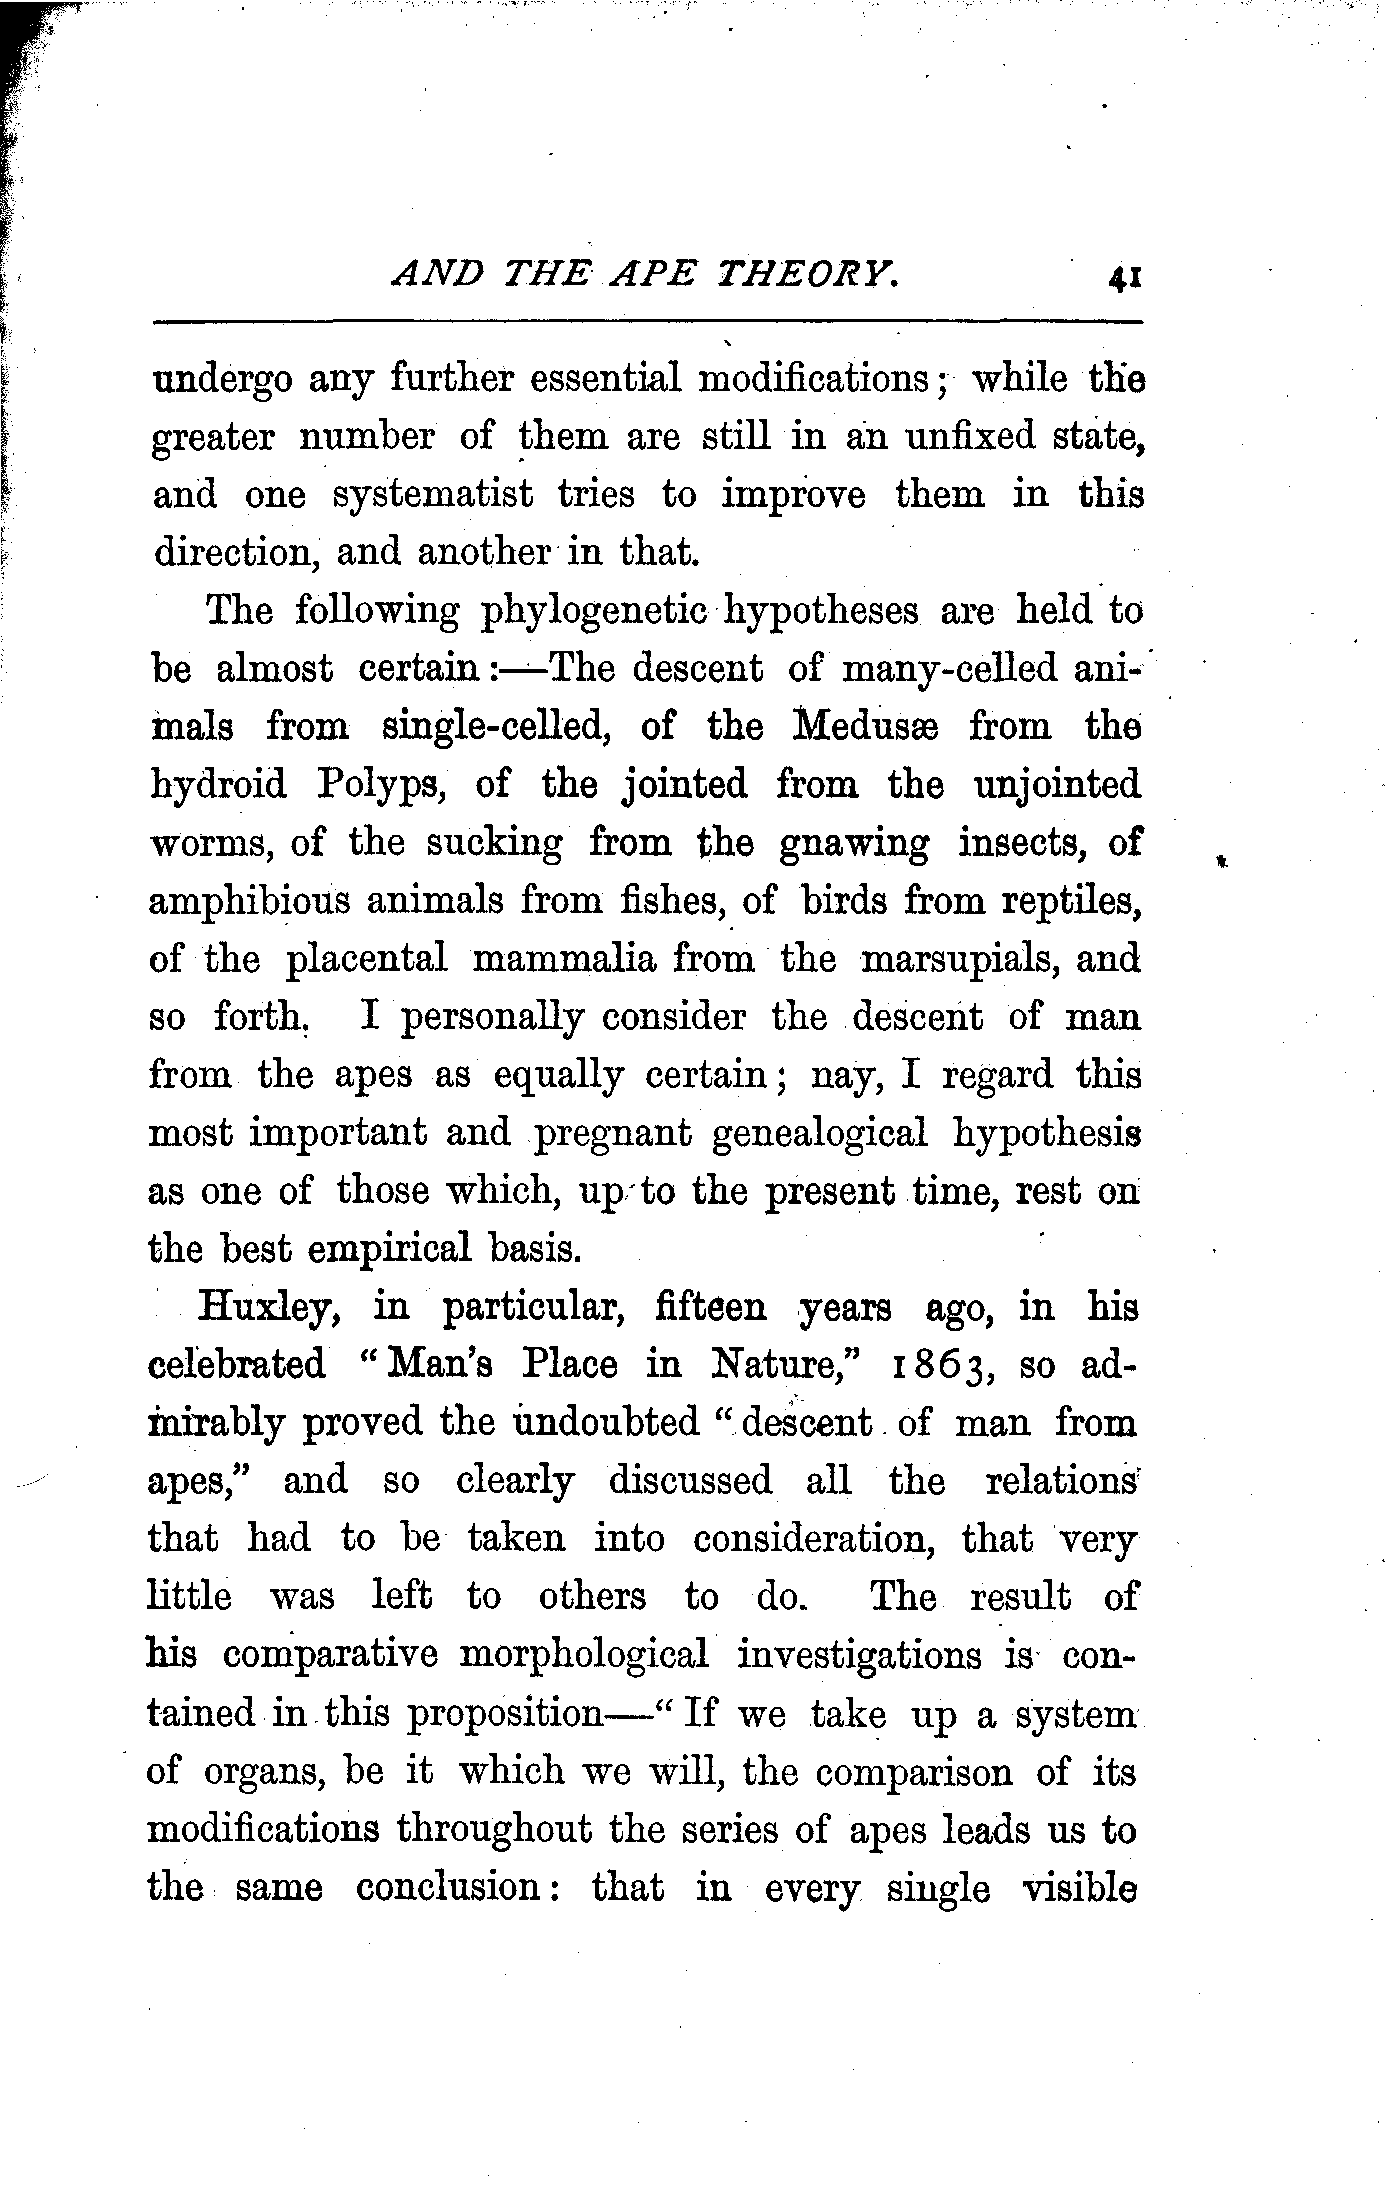 AND THE APE THEORY. 41
undergo any further essential modifications; while the
greater number of them are still in an unfixed state,
and one systematist tries to improve them in this
direction, and another in that.
The following phylogenetic hypotheses are held to
be almost certain:—The descent of many-celled ani-
mals from single-celled, of the Medusæ from the
hydroid Polyps, of the jointed from the unjointed
worms, of the sucking from the gnawing insects, of
amphibious animals from fishes, of birds from reptiles,
of the placental mammalia from the marsupials, and
so forth. I personally consider the descent of man
from the apes as equally certain; nay, I regard this
most important and pregnant genealogical hypothesis
as one of those which, up to the present time, rest on
the best empirical basis.
Huxley, in particular, fifteen years ago, in his
celebrated “Man’s Place in Nature,” 1863, so ad-
mirably proved the undoubted “descent of man from
apes,” and so clearly discussed all the relations
that had to be taken into consideration, that very
little was left to others to do. The result of
his comparative morphological investigations is con-
tained in this proposition—“If we take up a system
of organs, be it which we will, the comparison of its
modifications throughout the series of apes leads us to
the same conclusion: that in every single visible